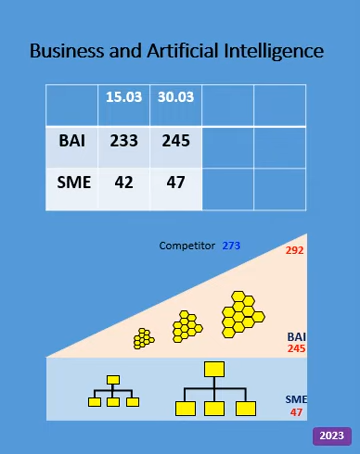 Business and Artificial Intelligence
15.03 30.03
BAI 233 245
SME 42 47
Competitor 273
292
BAI
245
SME
47
2023